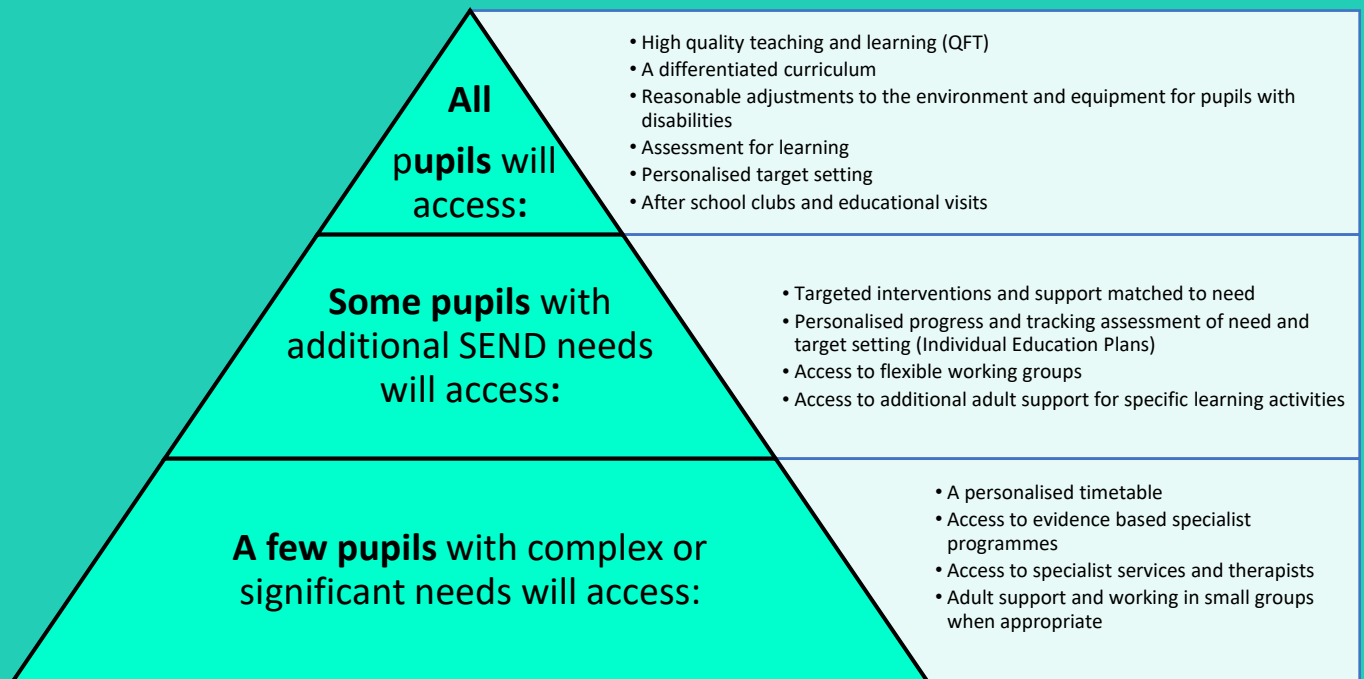 All
pupils will
access:
• High quality teaching and learning (QFT)
• A differentiated curriculum
• Reasonable adjustments to the environment and equipment for pupils with
disabilities
• Assessment for learning
• Personalised target setting
• After school clubs and educational visits
Some pupils with
additional SEND needs
will access:
• Targeted interventions and support matched to need
• Personalised progress and tracking assessment of need and
target setting (Individual Education Plans)
• Access to flexible working groups
• Access to additional adult support for specific learning activities
A few pupils with complex or
significant needs will access:
• A personalised timetable
• Access to evidence based specialist
programmes
• Access to specialist services and therapists
• Adult support and working in small groups
when appropriate